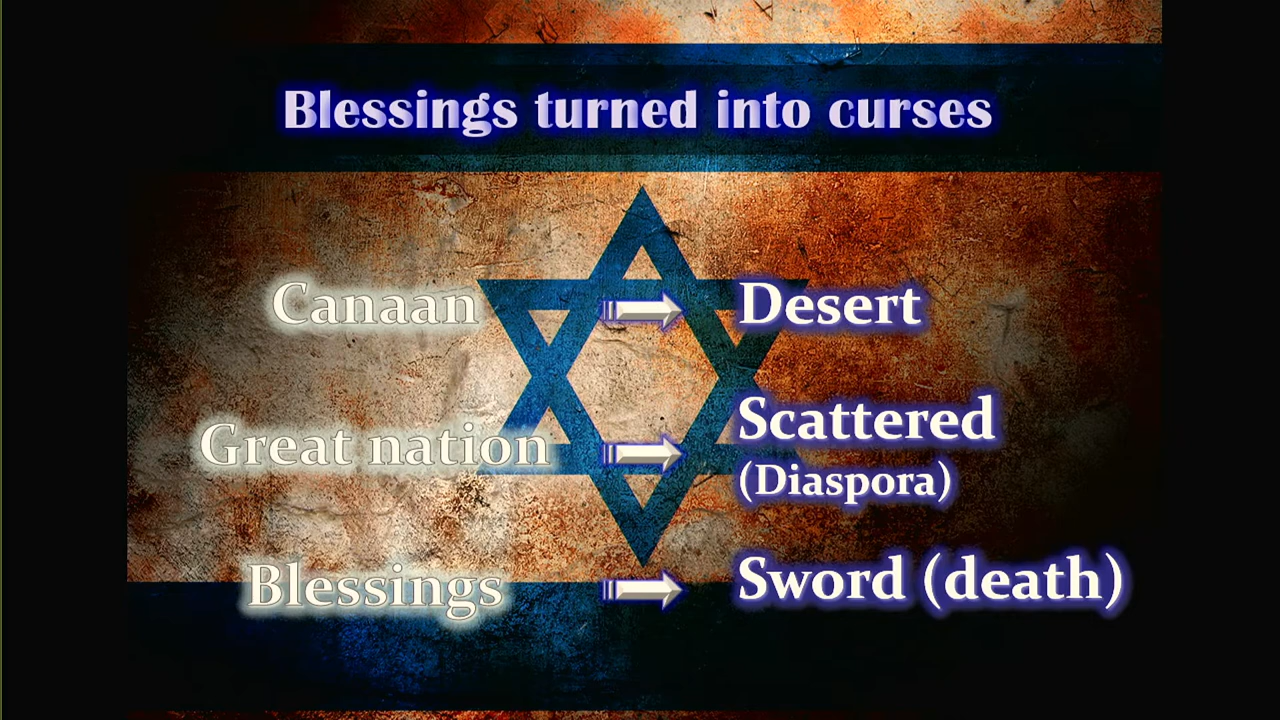 Blessings turned into curses
Canaan
Desert
Great nation
Scattered
(Diaspora)
Blessings
Sword (death)